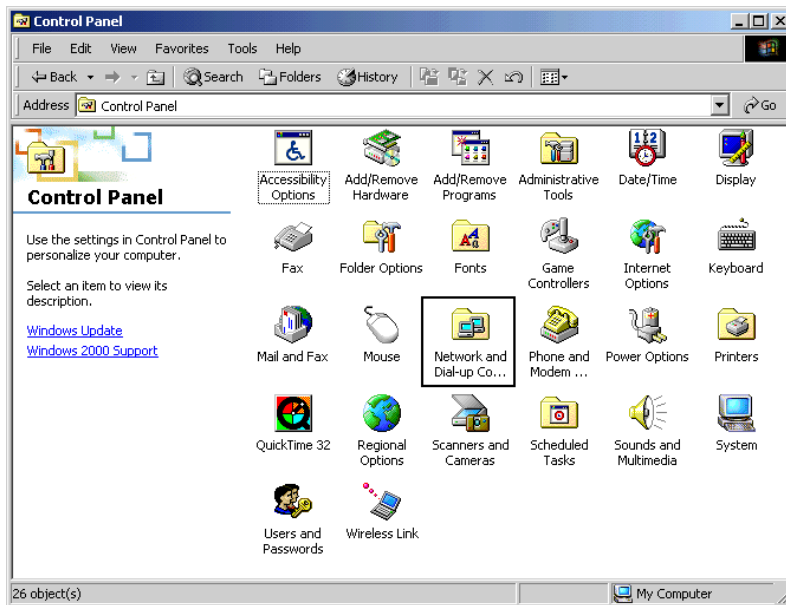 Control Panel
File Edit View Favorites Tools Help
Back Search Folders History
Address Control Panel Go
Control Panel
Use the settings in Control Panel to
personalize your computer.
Select an item to view its
description.
Windows Update
Windows 2000 Support
Accessibility
Options
Add/Remove
Hardware
Add/Remove
Programs
Administrative
Tools
Date/Time
Display
Fax
Folder Options
Fonts
Game
Controllers
Internet
Options
Keyboard
Mail and Fax
Mouse
Network and
Dial-up Co...
Phone and
Modem ...
Power Options
Printers
QuickTime 32
Regional
Options
Scanners and
Cameras
Scheduled
Tasks
Sounds and
Multimedia
System
Users and
Passwords
Wireless Link
26 object(s) My Computer